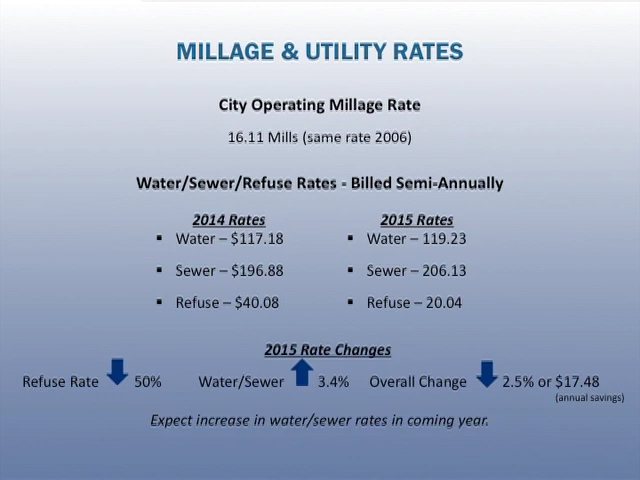 MILLAGE & UTILITY RATES
City Operating Millage Rate
16.11 Mills (same rate 2006)
Water/Sewer/Refuse Rates - Billed Semi-Annually
2014 Rates 2015 Rates
▪ Water – $117.18 ▪ Water – 119.23
▪ Sewer – $196.88 ▪ Sewer – 206.13
▪ Refuse – $40.08 ▪ Refuse – 20.04
2015 Rate Changes
Refuse Rate 50% Water/Sewer 3.4% Overall Change 2.5% or $17.48
(annual savings)
Expect increase in water/sewer rates in coming year.